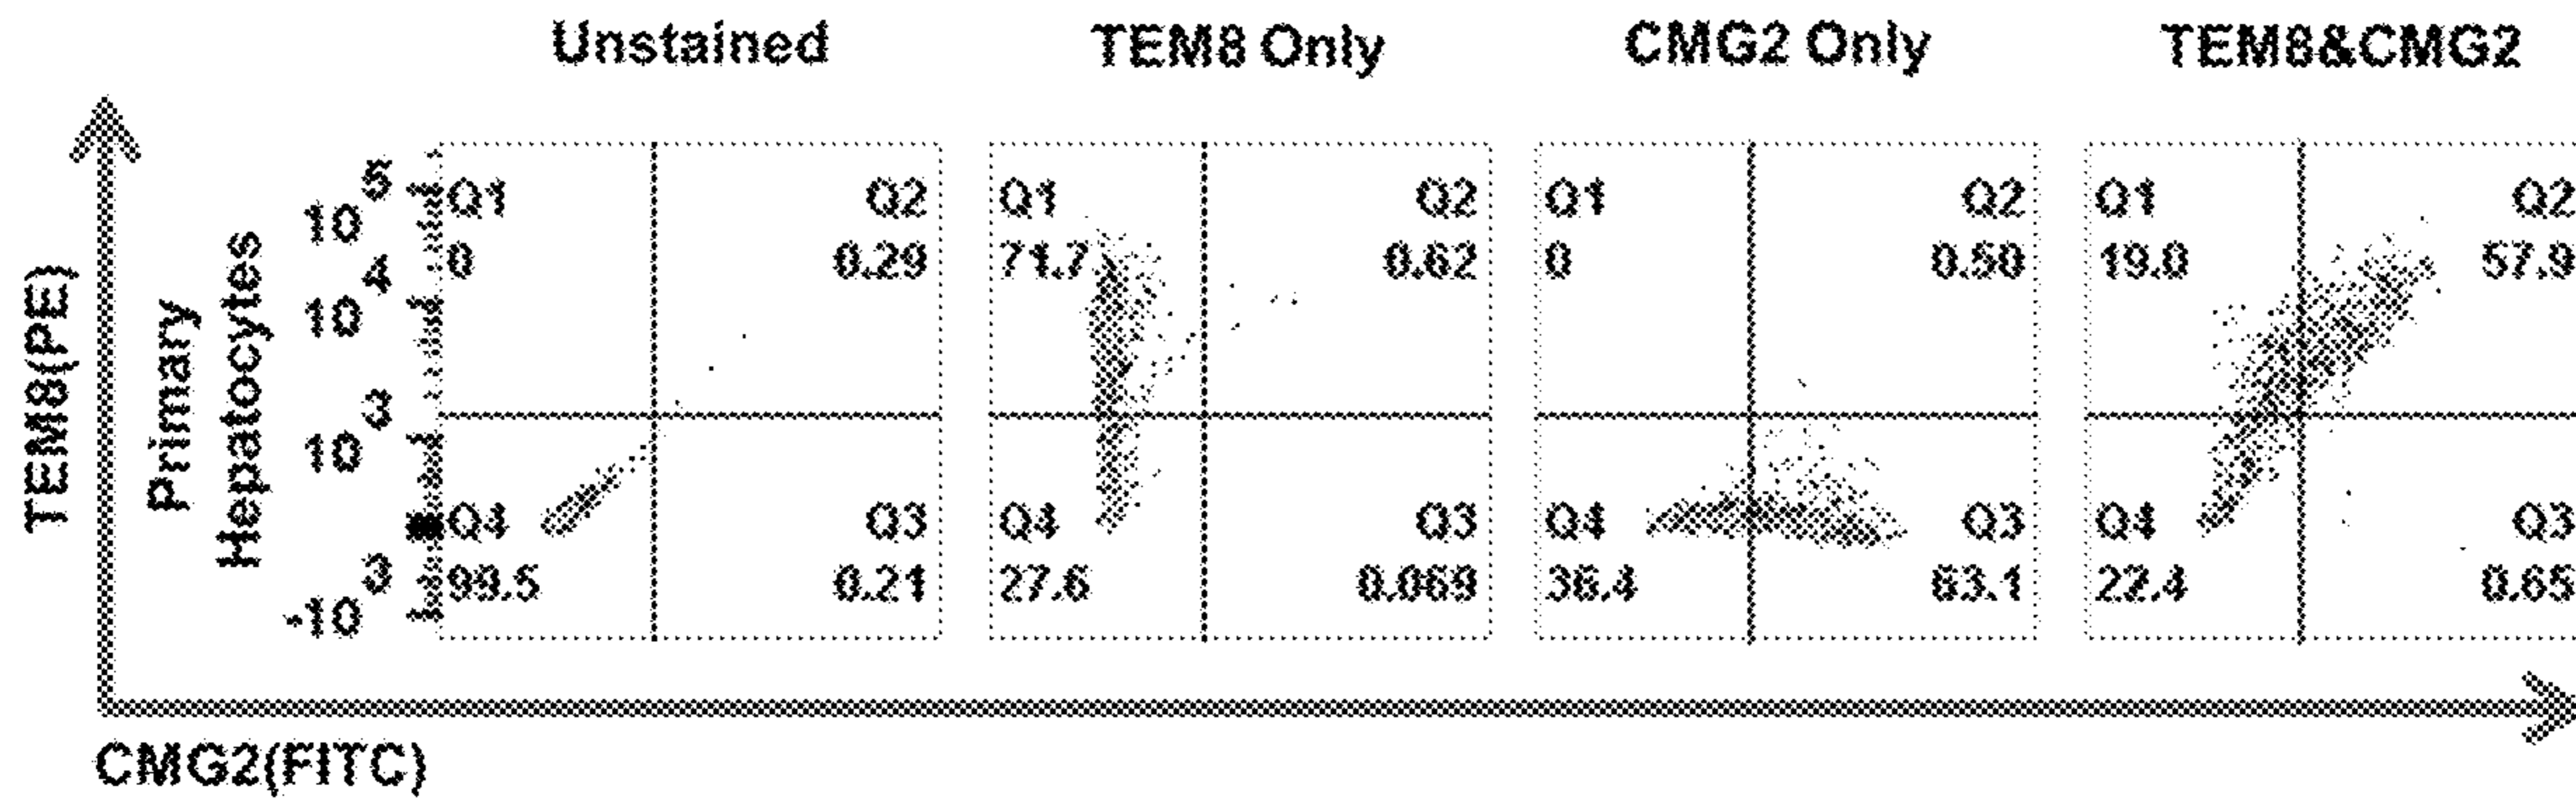 Unstained
TEM8 Only
CMG2 Only
TEM8&CMG2
TEM8(PE)
Primary
Hepatocytes
10^5
10^4
10^3
-10^3
Q1
0
Q2
0.29
Q4
99.5
Q3
0.21
Q1
71.7
Q2
0.62
Q4
27.6
Q3
0.069
Q1
0
Q2
0.50
Q4
36.4
Q3
63.1
Q1
19.0
Q2
57.9
Q4
22.4
Q3
0.65
CMG2(FITC)